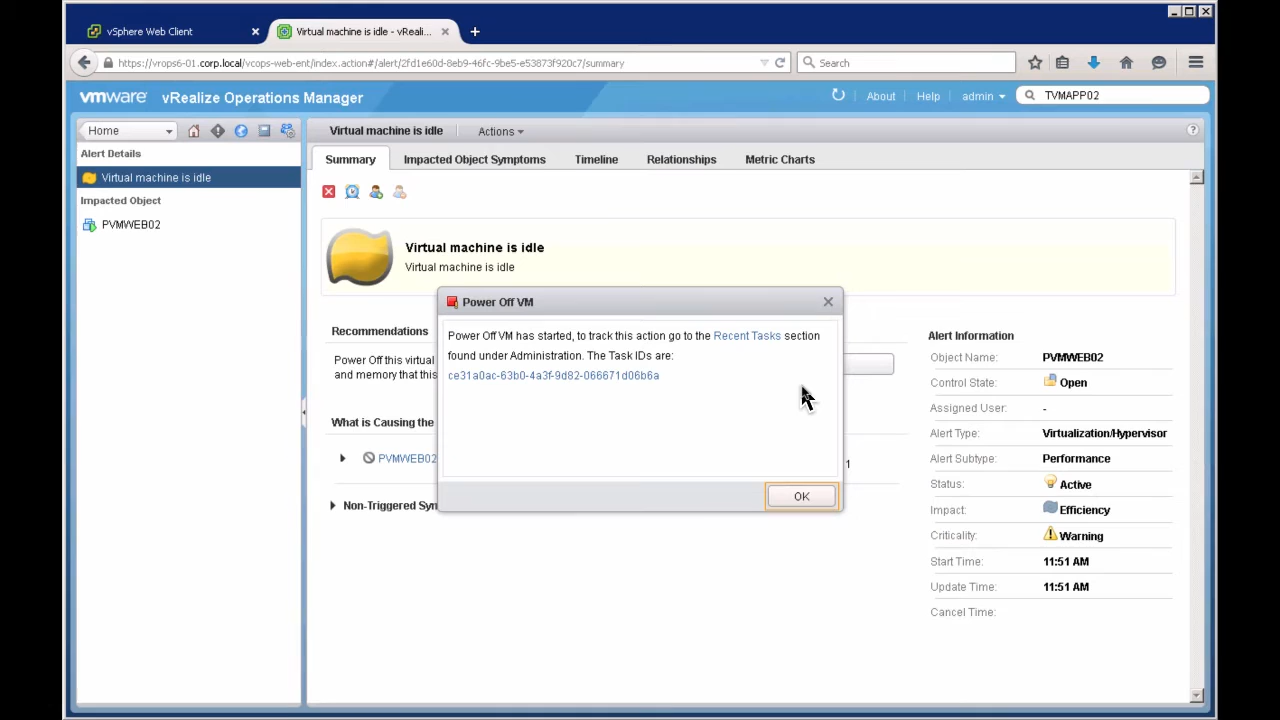 vSphere Web Client
Virtual machine is idle - vReali...
https://vrops6-01.corp.local/vcops-web-ent/index.action#/alert/2fd1e60d-8eb9-46fc-9be5-e53873f920c7/summary
Search
vmware vRealize Operations Manager
About Help admin TVMAPP02
Home
Virtual machine is idle Actions
Alert Details
Summary Impacted Object Symptoms Timeline Relationships Metric Charts
Virtual machine is idle
Impacted Object
PVMWEB02
Virtual machine is idle
Virtual machine is idle
Power Off VM
Power Off VM has started, to track this action go to the Recent Tasks section
found under Administration. The Task IDs are:
ce31a0ac-63b0-4a3f-9d82-066671d06b6a
OK
Recommendations
Power Off this virtual
and memory that this
What is Causing the
PVMWEB02
1
Non-Triggered Sym
Alert Information
Object Name: PVMWEB02
Control State: Open
Assigned User: -
Alert Type: Virtualization/Hypervisor
Alert Subtype: Performance
Status: Active
Impact: Efficiency
Criticality: Warning
Start Time: 11:51 AM
Update Time: 11:51 AM
Cancel Time: